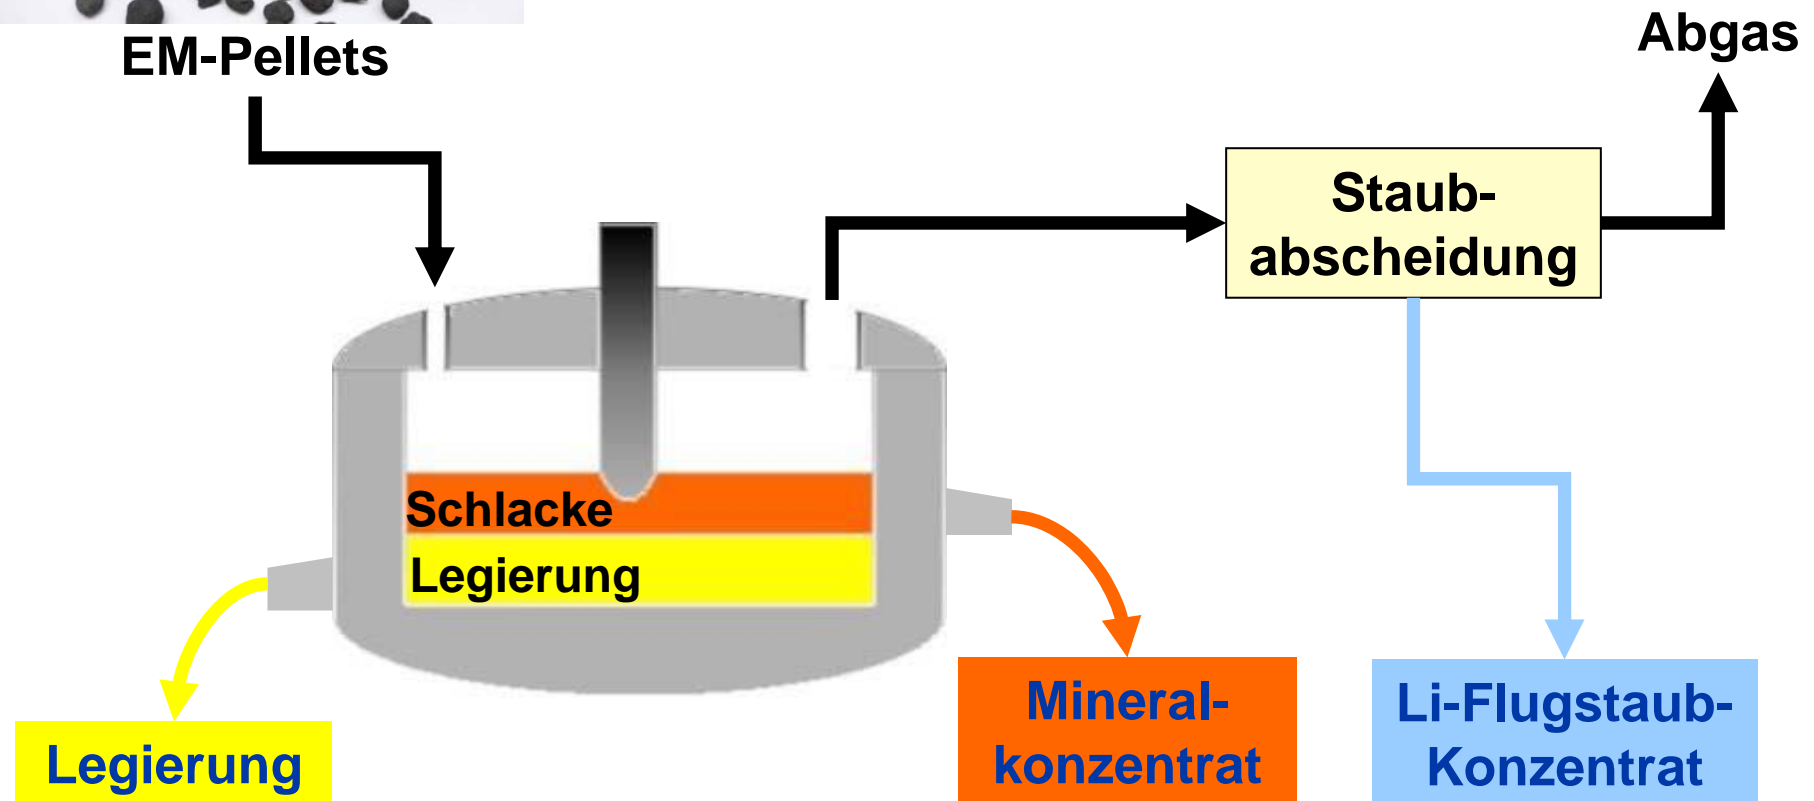 EM-Pellets
Abgas
Staub-
abscheidung
Schlacke
Legierung
Legierung
Mineral-
konzentrat
Li-Flugstaub-
Konzentrat